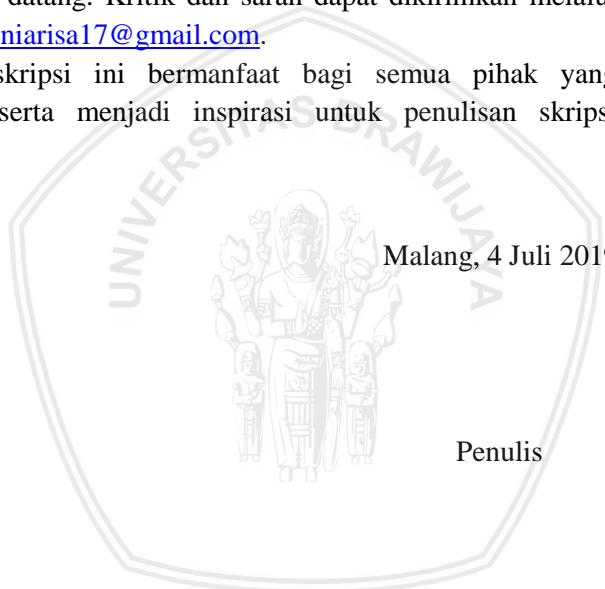 datang. Kritik dan saran dapat dikirimkan melalu
niarisa17@gmail.com.
skripsi ini bermanfaat bagi semua pihak yang
serta menjadi inspirasi untuk penulisan skrips
UNIVERSITAS BRAWIJAYA
Malang, 4 Juli 2019
Penulis